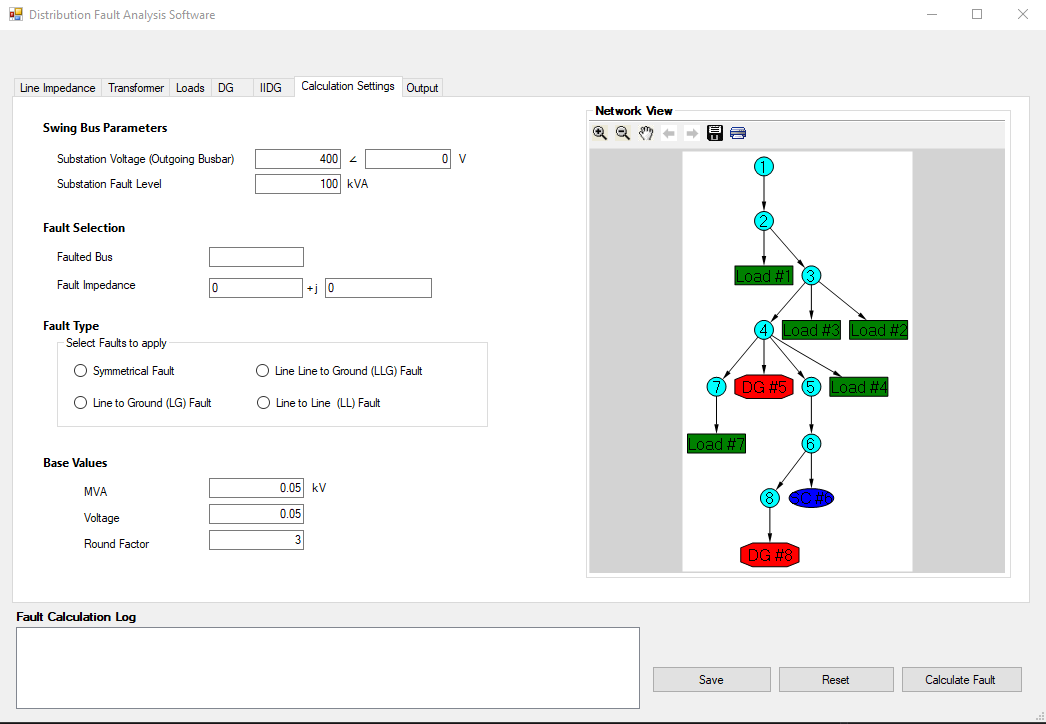 Distribution Fault Analysis Software
Line Impedance Transformer Loads DG IIDG Calculation Settings Output
Swing Bus Parameters
Substation Voltage (Outgoing Busbar) 400 ∠ 0 V
Substation Fault Level 100 kVA
Fault Selection
Faulted Bus
Fault Impedance 0 +j 0
Fault Type
Select Faults to apply
Symmetrical Fault Line Line to Ground (LLG) Fault
Line to Ground (LG) Fault Line to Line (LL) Fault
Base Values
MVA 0.05 kV
Voltage 0.05
Round Factor 3
Network View
1
2
Load #1 3
4 Load #3 Load #2
7 DG #5 5 Load #4
Load #7 6
8
DG #8
Fault Calculation Log
Save Reset Calculate Fault